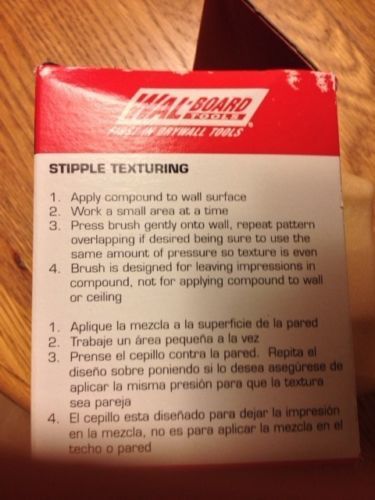 WAL-BOARD
TOOLS
FIRST IN DRYWALL TOOLS®
STIPPLE TEXTURING
1. Apply compound to wall surface
2. Work a small area at a time
3. Press brush gently onto wall, repeat pattern
overlapping if desired being sure to use the
same amount of pressure so texture is even
4. Brush is designed for leaving impressions in
compound, not for applying compound to wall
or ceiling
1. Aplique la mezcla a la superficie de la pared
2. Trabaje un área pequeña a la vez
3. Prense el cepillo contra la pared. Repita el
diseño sobre poniendo si lo desea asegúrese de
aplicar la misma presión para que la textura
sea pareja
4. El cepillo esta diseñado para dejar la impresión
en la mezcla, no es para aplicar la mezcla en el
techo o pared